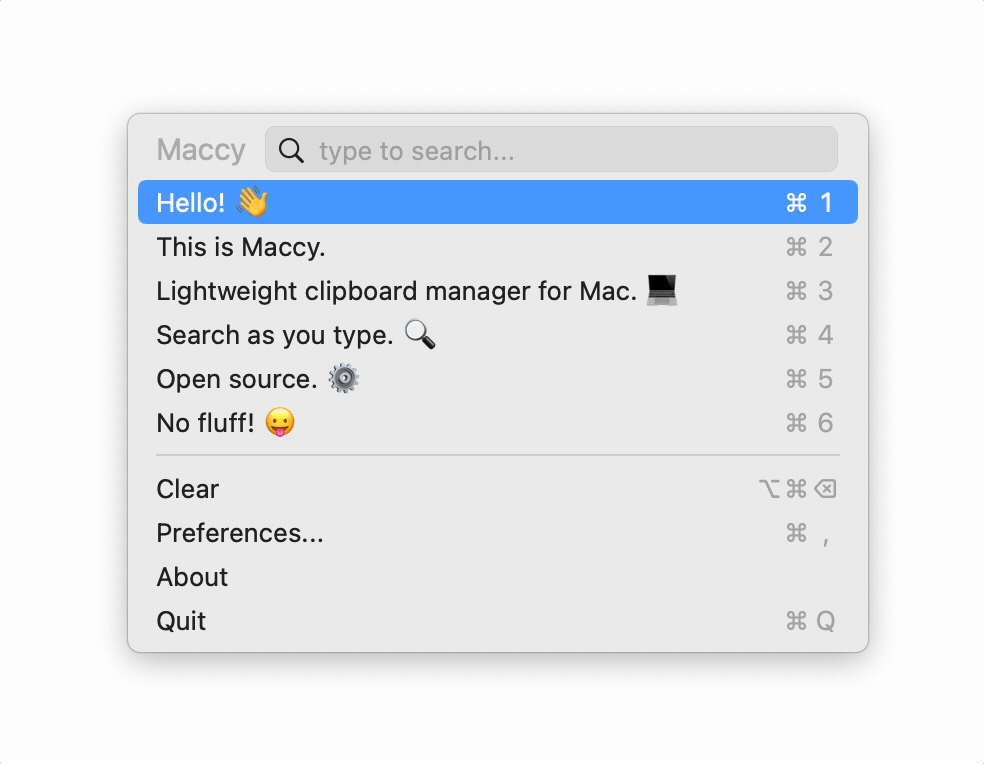 Maccy type to search...
Hello! 👋 ⌘ 1
This is Maccy. ⌘ 2
Lightweight clipboard manager for Mac. 💻 ⌘ 3
Search as you type. 🔍 ⌘ 4
Open source. ⚙️ ⌘ 5
No fluff! 😛 ⌘ 6
Clear ⌥⌘⌫
Preferences... ⌘ ,
About
Quit ⌘ Q